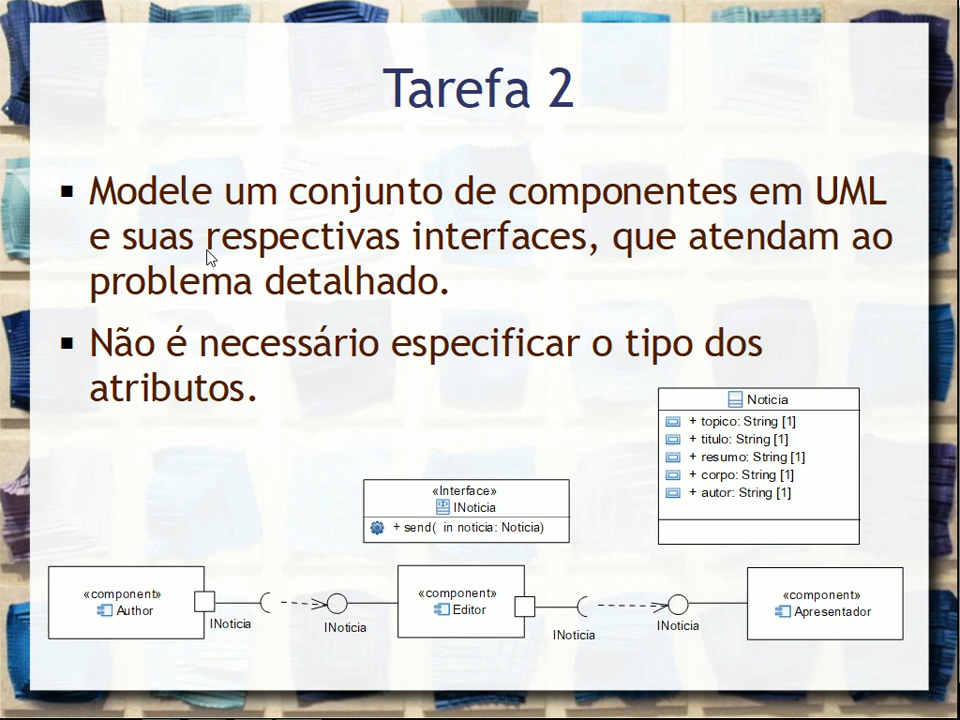 Tarefa 2
▪ Modele um conjunto de componentes em UML
e suas respectivas interfaces, que atendam ao
problema detalhado.
▪ Não é necessário especificar o tipo dos
atributos.
Noticia
+ topico: String [1]
+ titulo: String [1]
+ resumo: String [1]
+ corpo: String [1]
+ autor: String [1]
«Interface»
INoticia
+ send( in noticia: Noticia)
«component»
Author
INoticia
INoticia
«component»
Editor
INoticia
INoticia
«component»
Apresentador